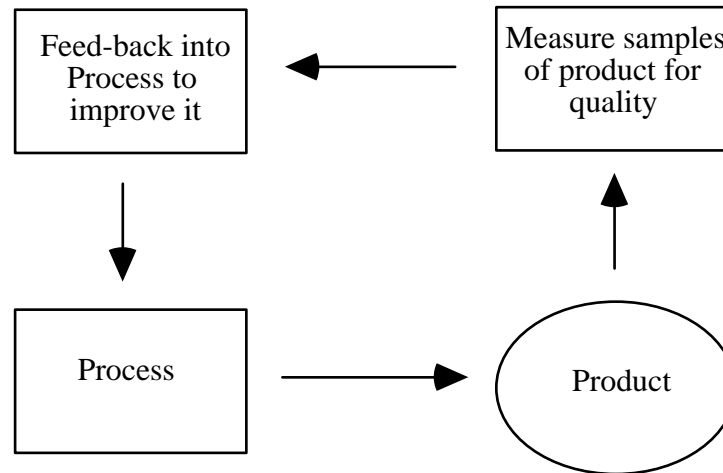 Feed-back into
Process to
improve it
Measure samples
of product for
quality
Process
Product